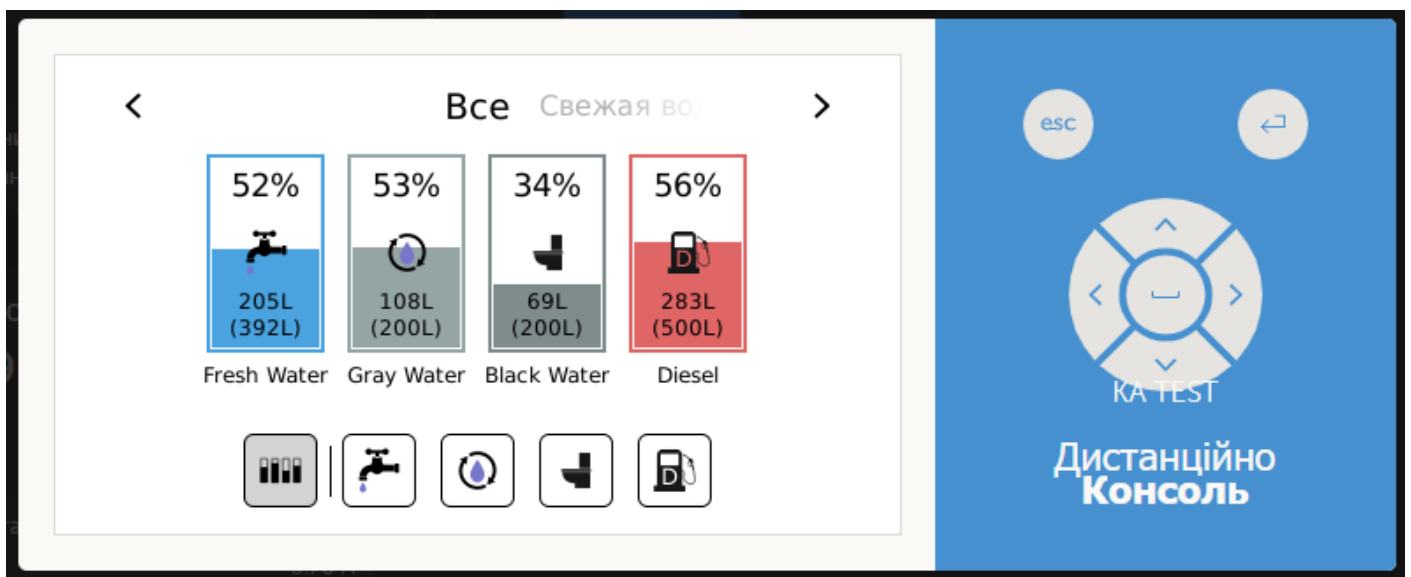 Все Свежая во
52%
53%
34%
56%
D
205L
(392L)
108L
(200L)
69L
(200L)
283L
(500L)
Fresh Water
Gray Water
Black Water
Diesel
D
esc
KA TEST
Дистанційно
Консоль